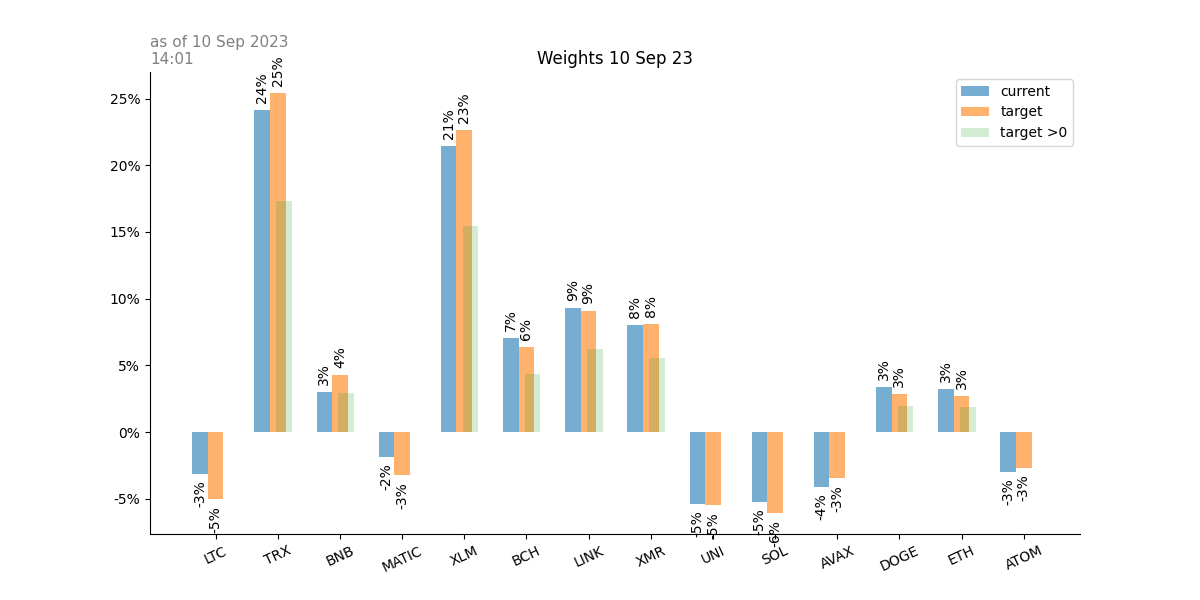 as of 10 Sep 2023
14:01
Weights 10 Sep 23
current
target
target >0
25%
20%
15%
10%
5%
0%
-5%
-3%
-5%
24%
25%
3%
4%
-2%
-3%
21%
23%
7%
6%
9%
9%
8%
8%
-5%
-5%
-5%
-6%
-4%
-3%
3%
3%
3%
3%
-3%
-3%
LTC
TRX
BNB
MATIC
XLM
BCH
LINK
XMR
UNI
SOL
AVAX
DOGE
ETH
ATOM